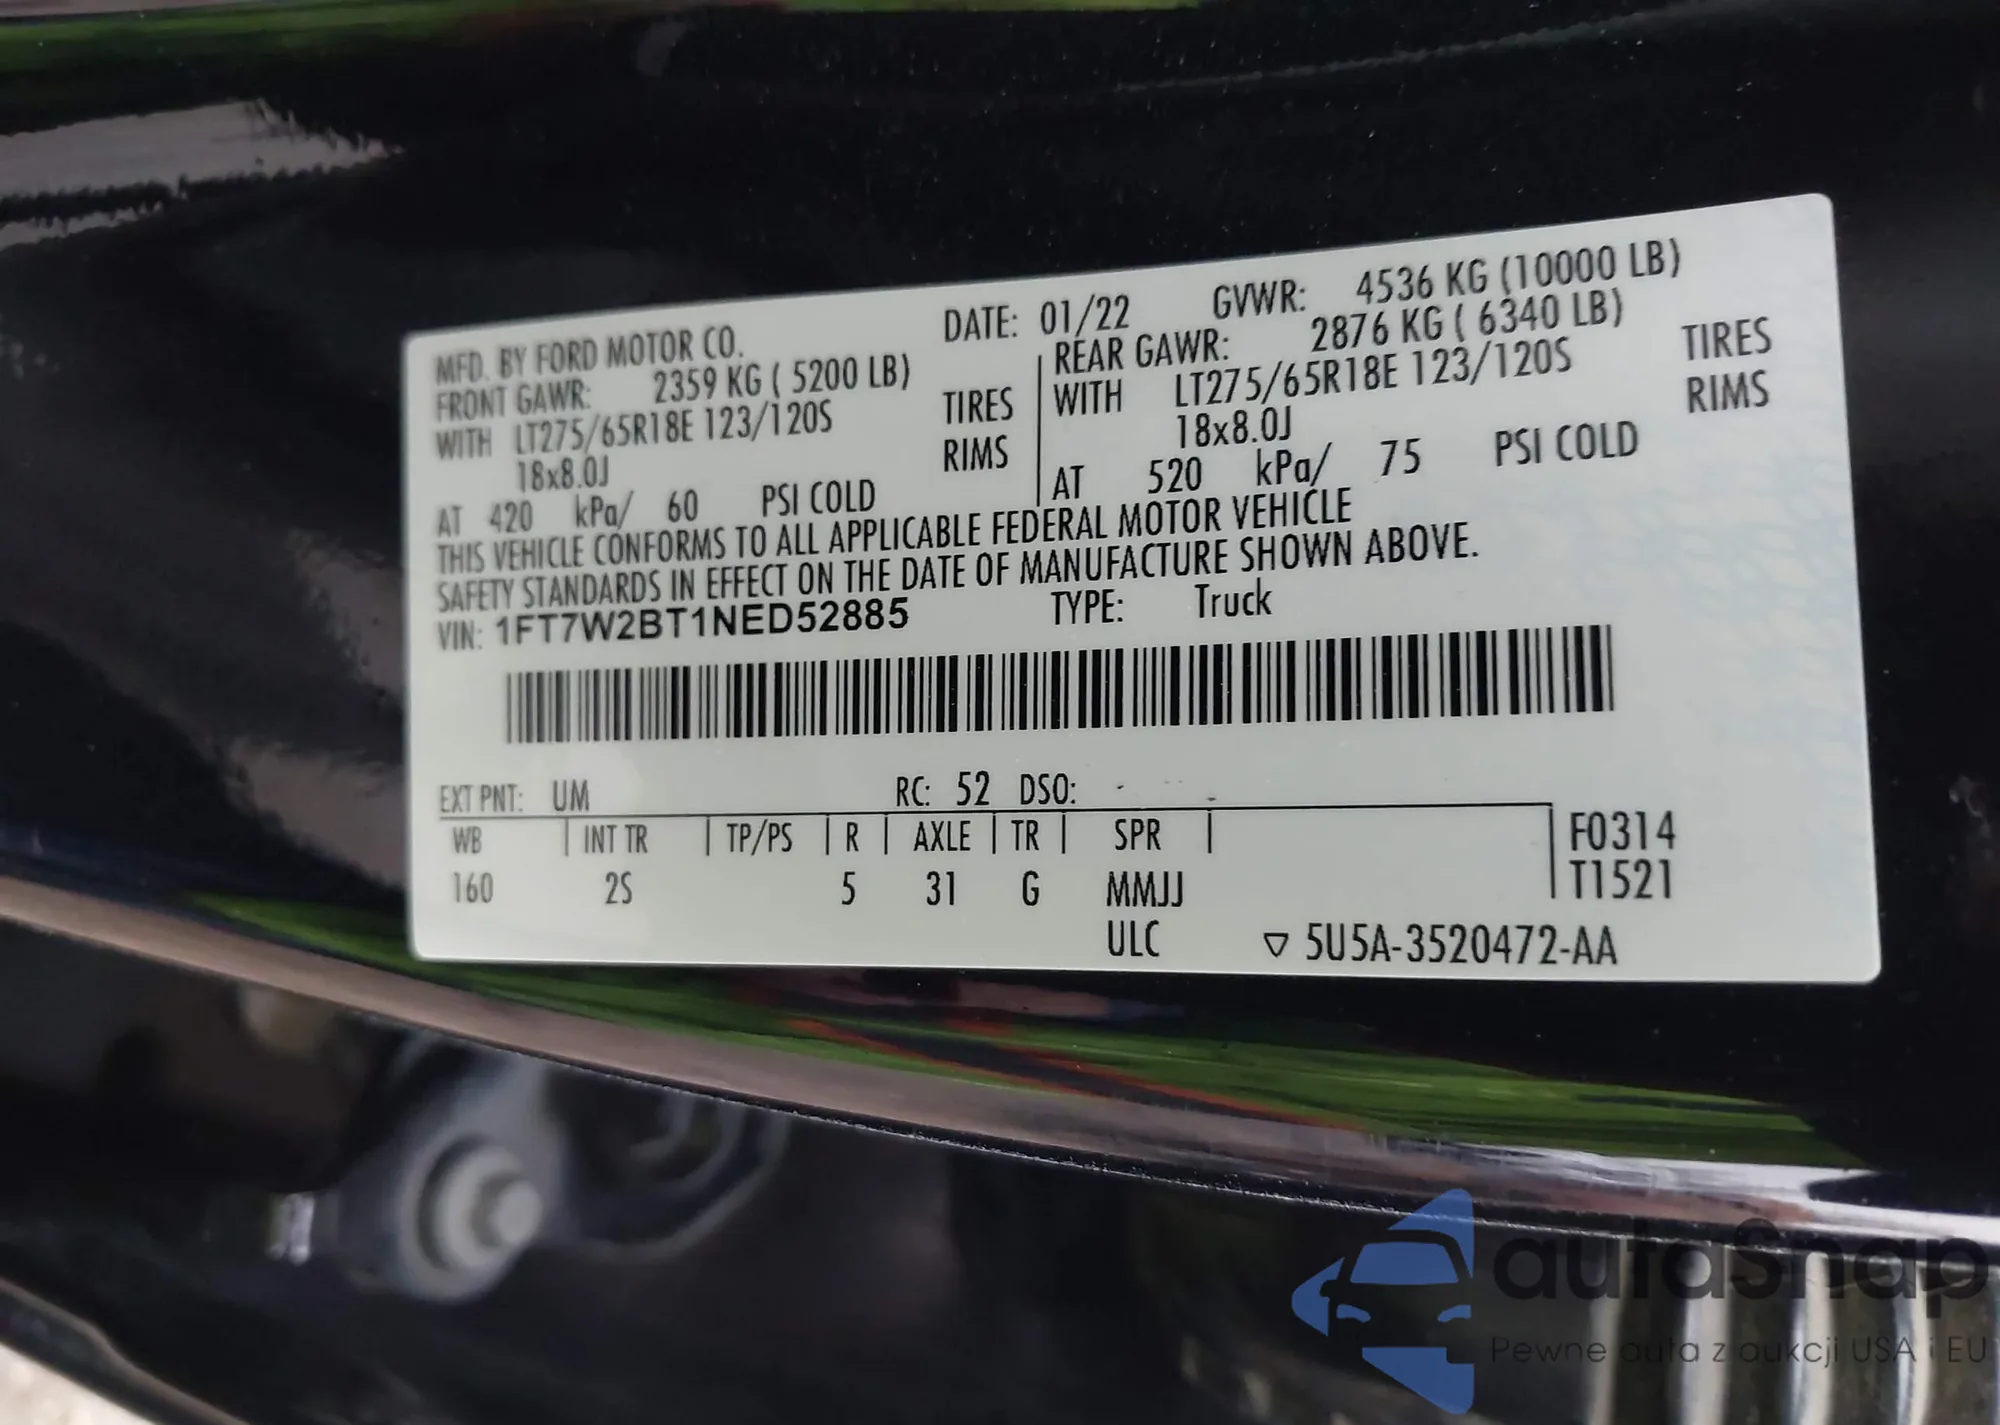 MFD. BY FORD MOTOR CO. DATE: 01/22 GVWR: 4536 KG (10000 LB)
FRONT GAWR: 2359 KG ( 5200 LB) REAR GAWR: 2876 KG ( 6340 LB)
WITH LT275/65R18E 123/120S TIRES WITH LT275/65R18E 123/120S TIRES
18x8.0J RIMS 18x8.0J RIMS
AT 420 kPa/ 60 PSI COLD AT 520 kPa/ 75 PSI COLD
THIS VEHICLE CONFORMS TO ALL APPLICABLE FEDERAL MOTOR VEHICLE
SAFETY STANDARDS IN EFFECT ON THE DATE OF MANUFACTURE SHOWN ABOVE.
VIN: 1FT7W2BT1NED52885 TYPE: Truck
EXT PNT: UM RC: 52 DSO:
WB INT TR TP/PS R AXLE TR SPR F0314
160 2S 5 31 G MMJJ T1521
ULC ▽ 5U5A-3520472-AA
autaSnap
Pewne auta z aukcji USA i EU